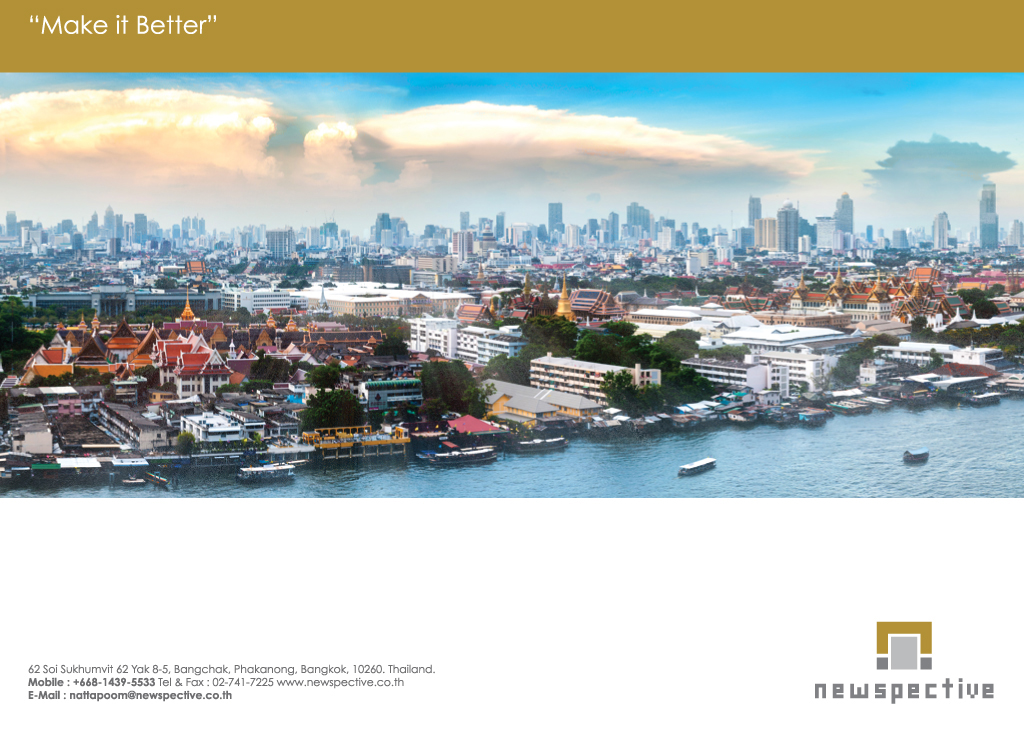 “Make it Better”
62 Soi Sukhumvit 62 Yak 8-5, Bangchak, Phakanong, Bangkok, 10260. Thailand.
Mobile : +668-1439-5533 Tel & Fax : 02-741-7225 www.newspective.co.th
E-Mail : nattapoom@newspective.co.th
newspective